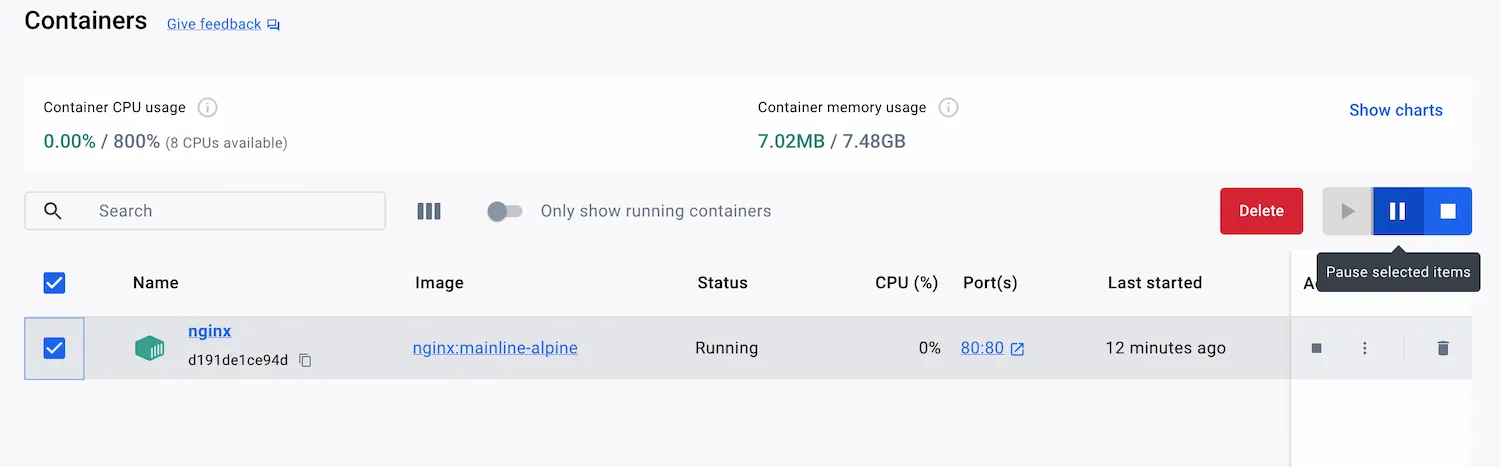 Containers Give feedback
Container CPU usage
0.00% / 800% (8 CPUs available)
Container memory usage
7.02MB / 7.48GB
Show charts
Search
Only show running containers
Delete
Pause selected items
Name Image Status CPU (%) Port(s) Last started
nginx
d191de1ce94d
nginx:mainline-alpine
Running
0%
80:80
12 minutes ago